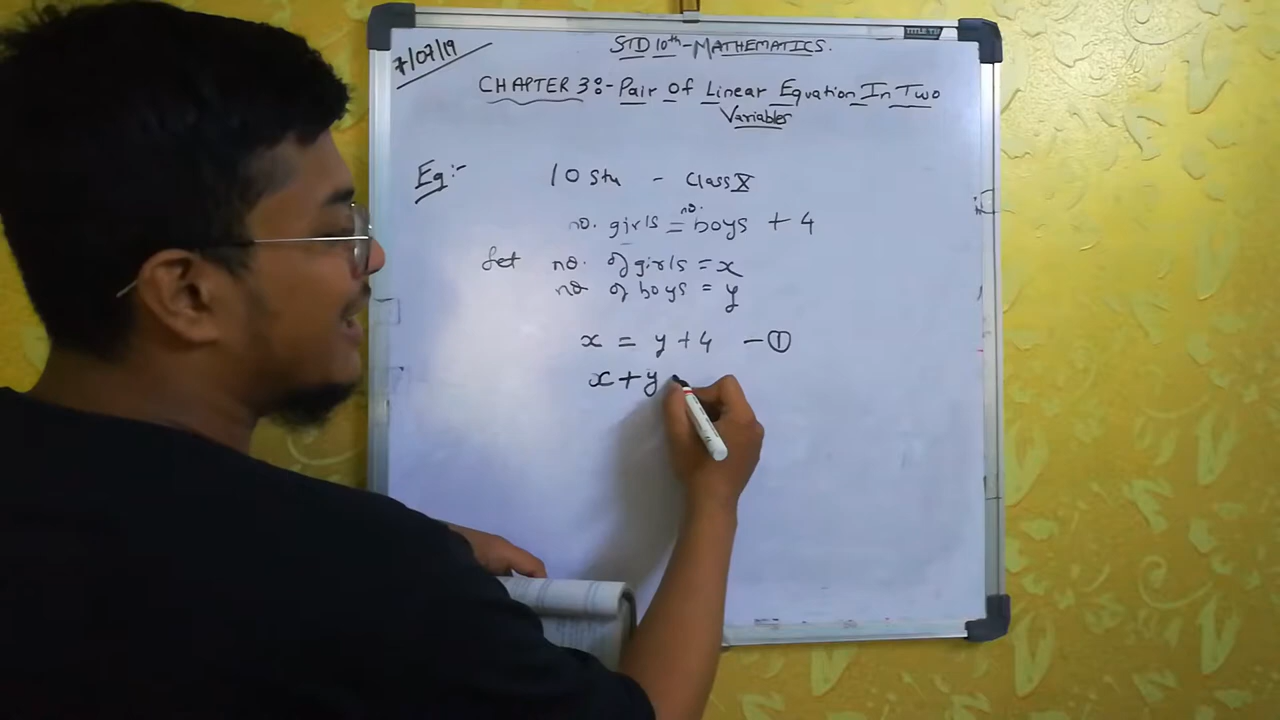 7/07/19
STD 10th - MATHEMATICS.
CHAPTER 3:- Pair Of Linear Equation In Two
Variables
Eg:- 10 Stu - Class X
no. girls = no. boys + 4
Let no. of girls = x
no of boys = y
x = y + 4 - ①
x + y